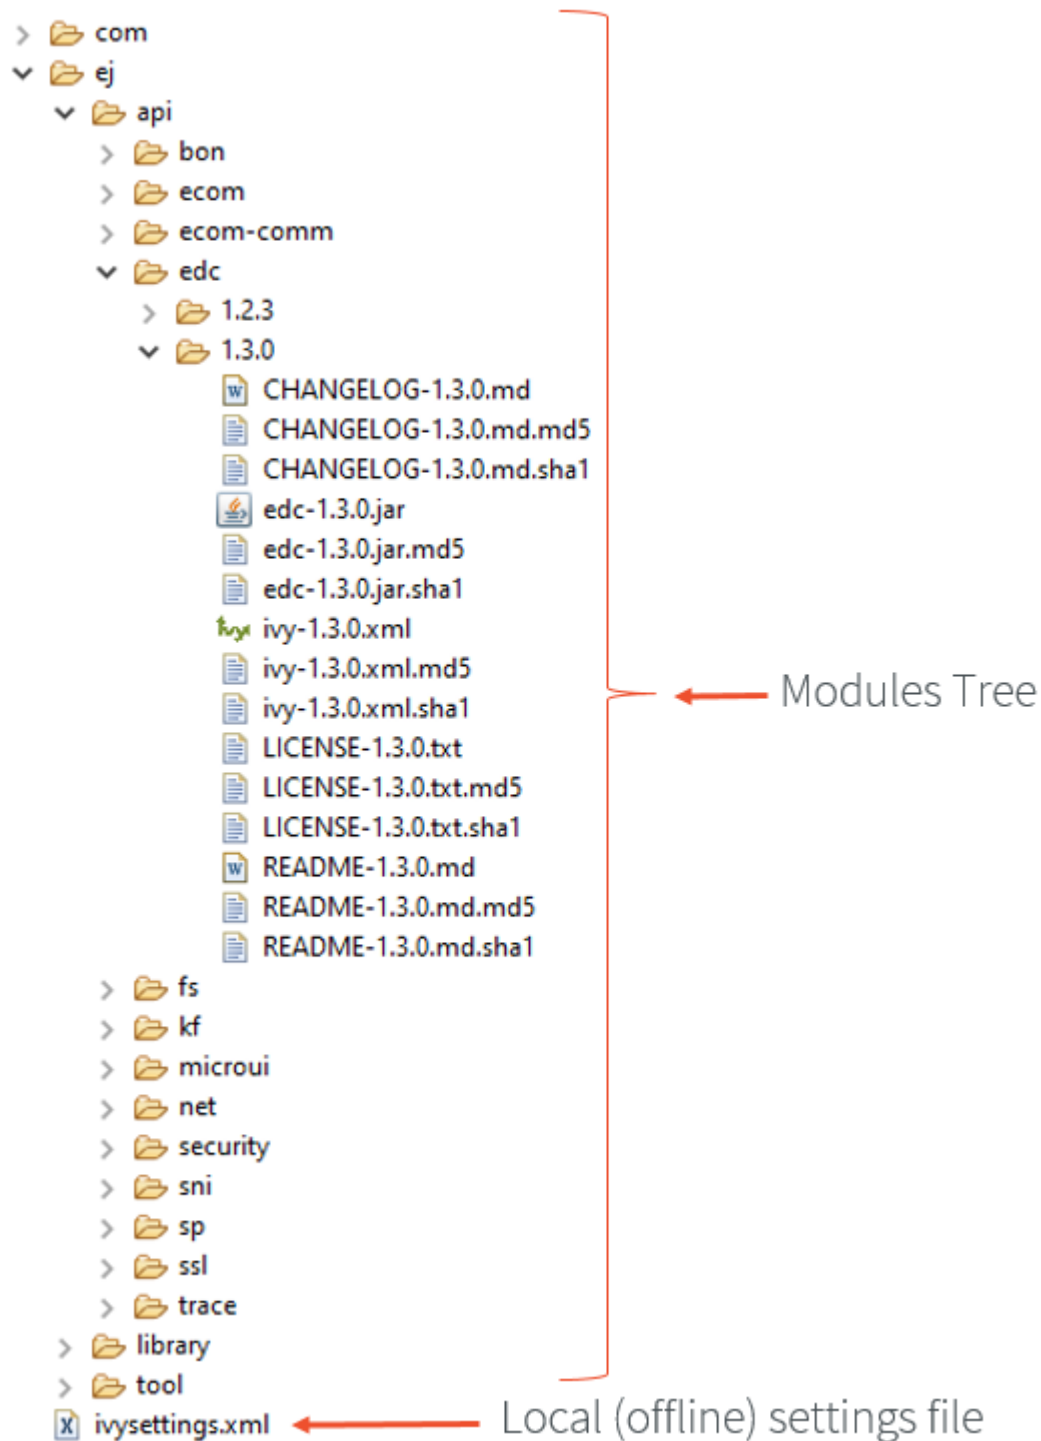 com
ej
api
bon
ecom
ecom-comm
edc
1.2.3
1.3.0
CHANGELOG-1.3.0.md
CHANGELOG-1.3.0.md.md5
CHANGELOG-1.3.0.md.sha1
edc-1.3.0.jar
edc-1.3.0.jar.md5
edc-1.3.0.jar.sha1
ivy-1.3.0.xml
ivy-1.3.0.xml.md5
ivy-1.3.0.xml.sha1
Modules Tree
LICENSE-1.3.0.txt
LICENSE-1.3.0.txt.md5
LICENSE-1.3.0.txt.sha1
README-1.3.0.md
README-1.3.0.md.md5
README-1.3.0.md.sha1
fs
kf
microui
net
security
sni
sp
ssl
trace
library
tool
ivysettings.xml
Local (offline) settings file